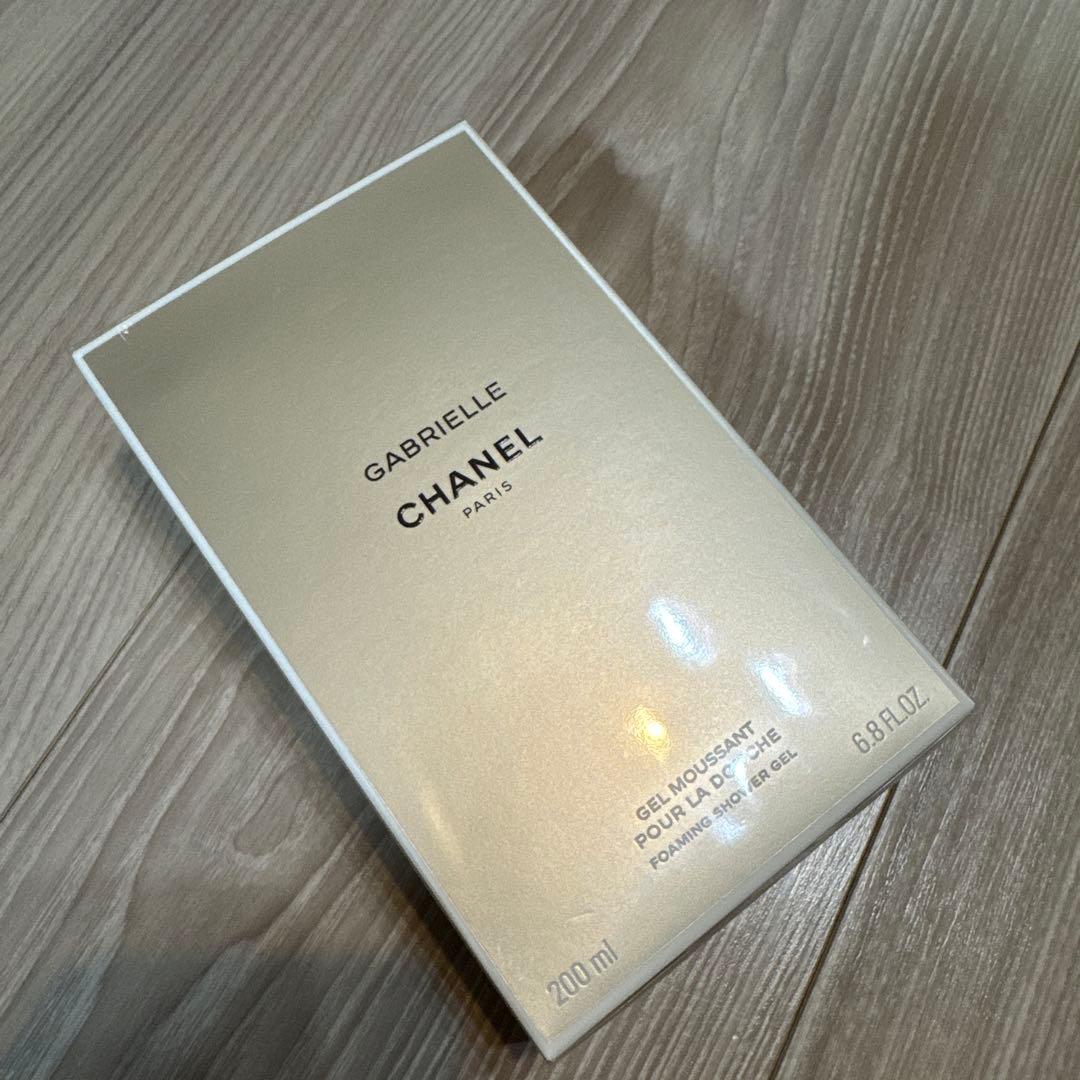 GABRIELLE
CHANEL
PARIS
GEL MOUSSANT
POUR LA DOUCHE
FOAMING SHOWER GEL
200 ml
6.8 FL.OZ.